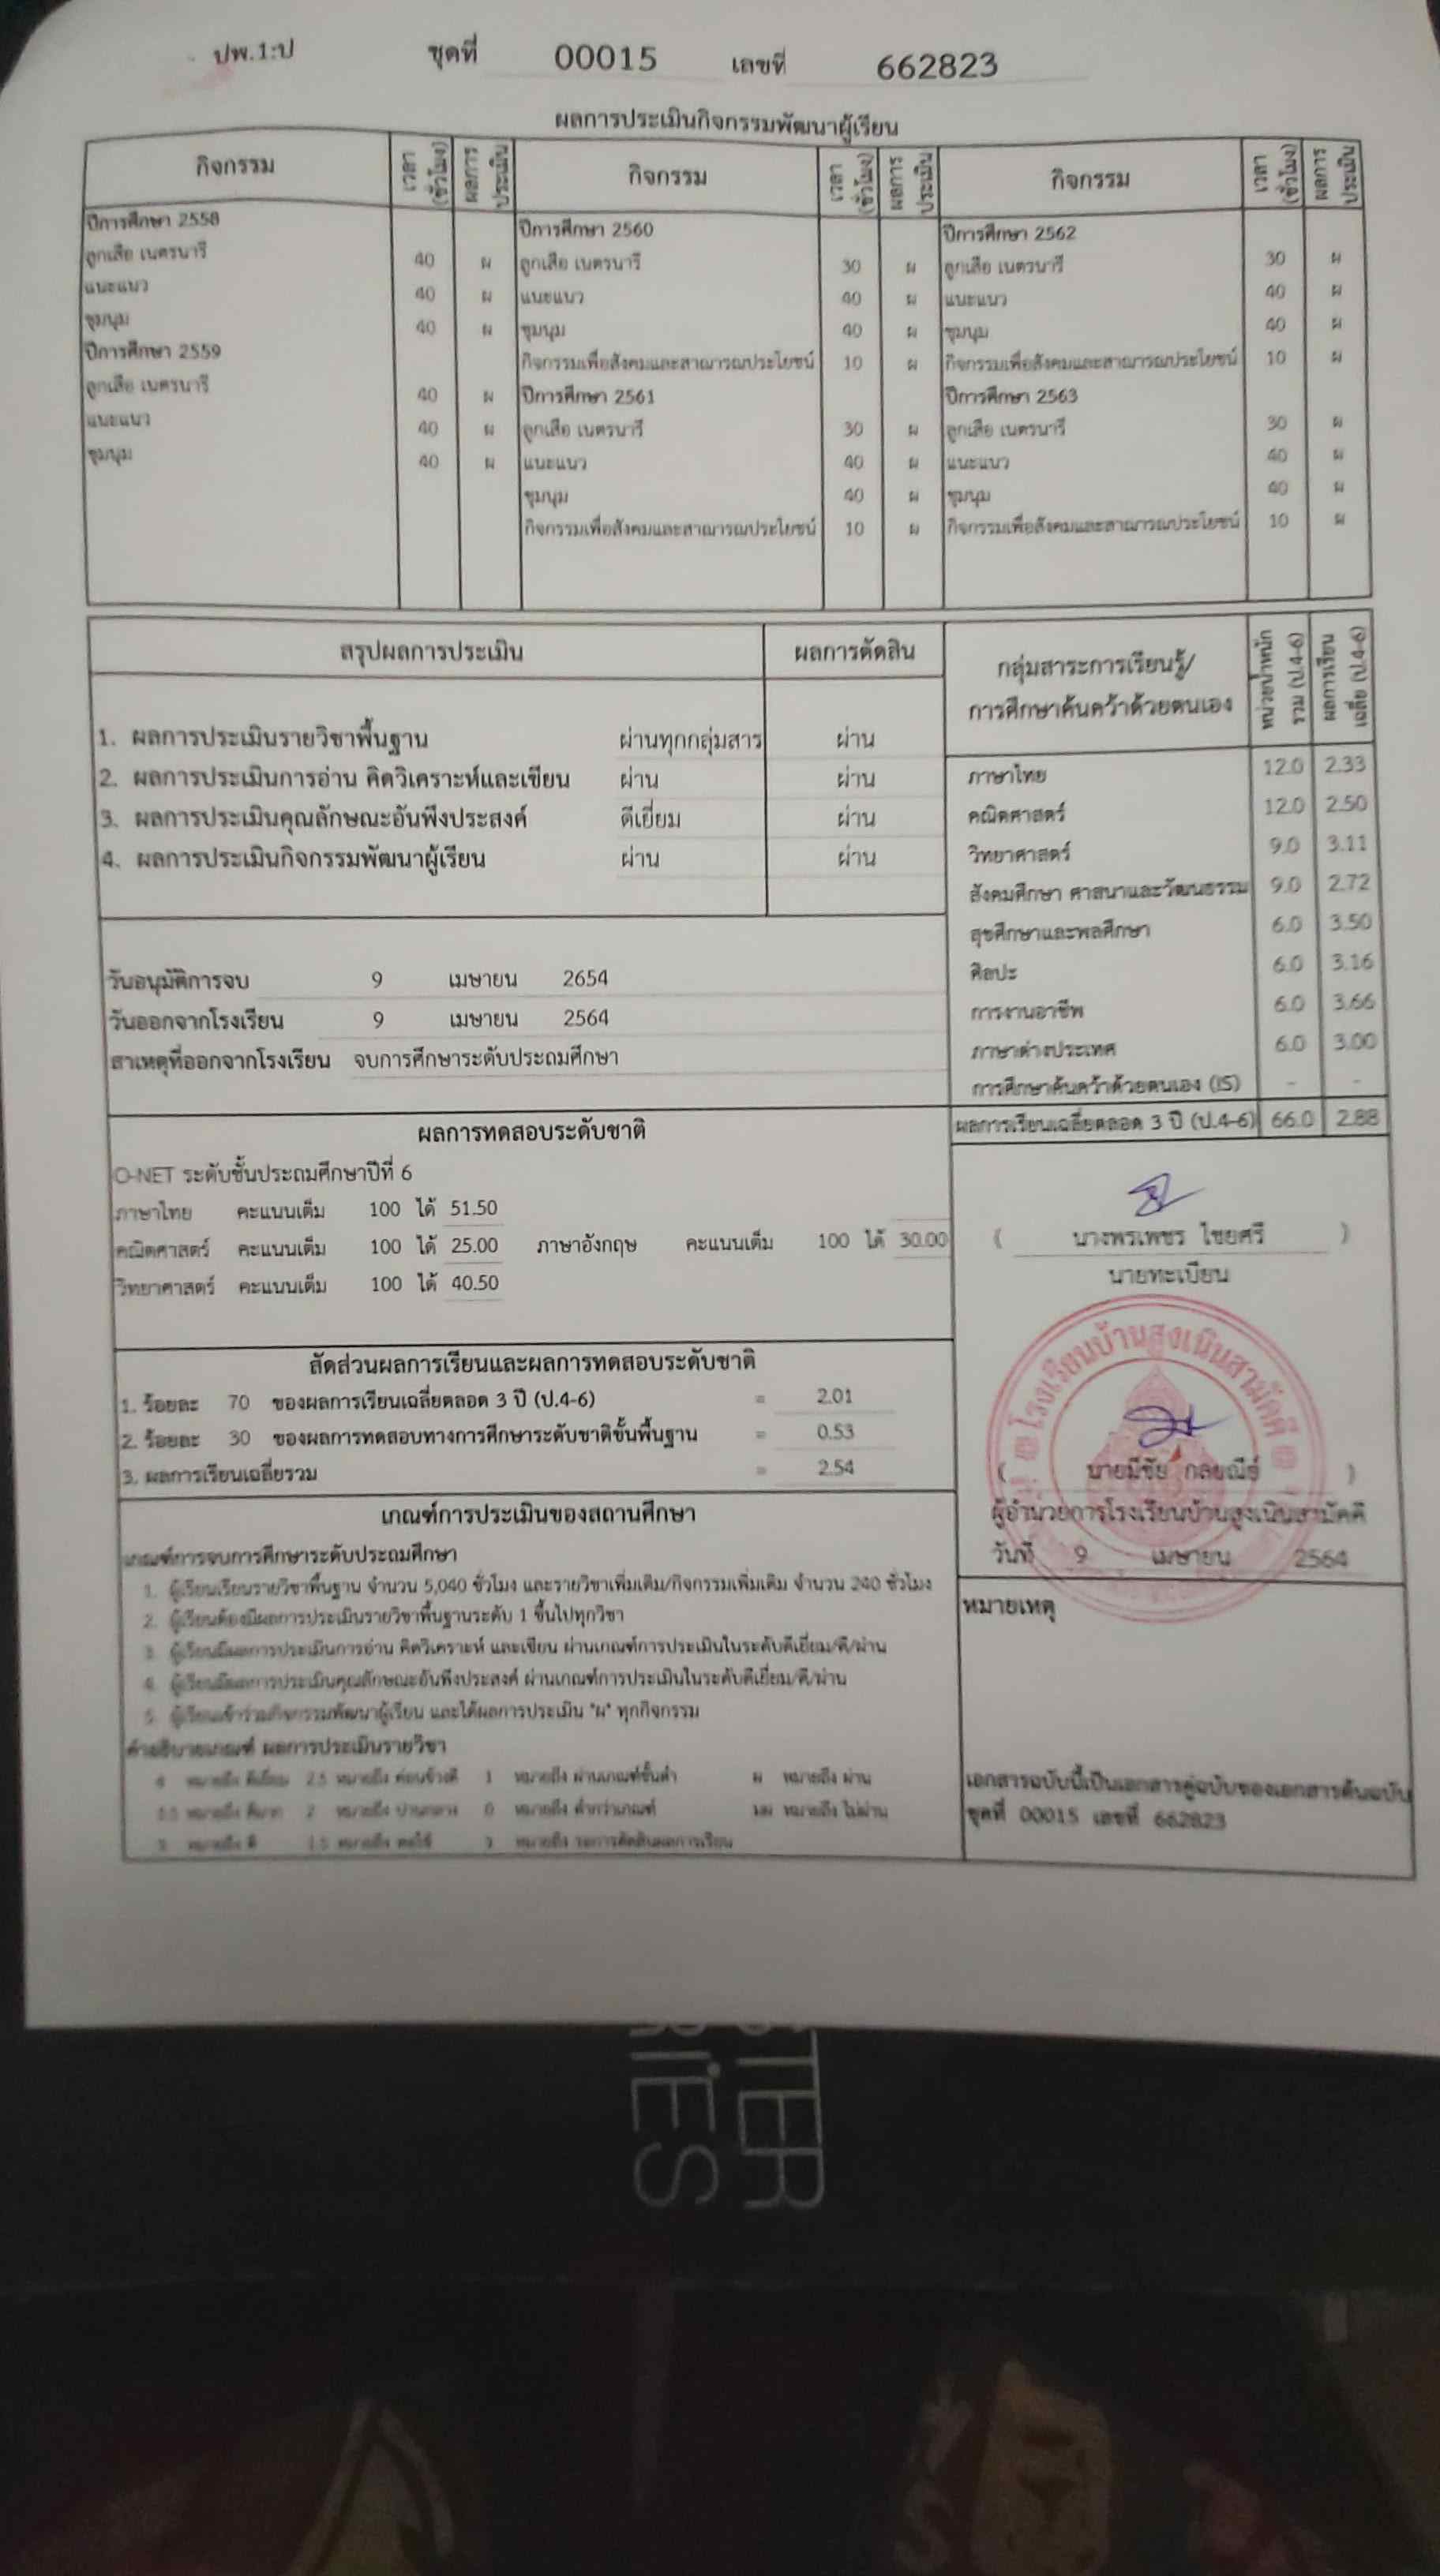 ปพ.1:ป ชุดที่ 00015 เลขที่ 662823
ผลการประเมินกิจกรรมพัฒนาผู้เรียน
กิจกรรม เวลา (ชั่วโมง) ผลการประเมิน กิจกรรม เวลา (ชั่วโมง) ผลการประเมิน กิจกรรม เวลา (ชั่วโมง) ผลการประเมิน
ปีการศึกษา 2558 ปีการศึกษา 2560 ปีการศึกษา 2562
ลูกเสือ เนตรนารี 40 ผ ลูกเสือ เนตรนารี 30 ผ ลูกเสือ เนตรนารี 30 ผ
แนะแนว 40 ผ แนะแนว 40 ผ แนะแนว 40 ผ
ชุมนุม 40 ผ ชุมนุม 40 ผ ชุมนุม 40 ผ
ปีการศึกษา 2559 กิจกรรมเพื่อสังคมและสาณารณประโยชน์ 10 ผ กิจกรรมเพื่อสังคมและสาณารณประโยชน์ 10 ผ
ลูกเสือ เนตรนารี 40 ผ ปีการศึกษา 2561 ปีการศึกษา 2563
แนะแนว 40 ผ ลูกเสือ เนตรนารี 30 ผ ลูกเสือ เนตรนารี 30 ผ
ชุมนุม 40 ผ แนะแนว 40 ผ แนะแนว 40 ผ
ชุมนุม 40 ผ ชุมนุม 40 ผ
กิจกรรมเพื่อสังคมและสาณารณประโยชน์ 10 ผ กิจกรรมเพื่อสังคมและสาณารณประโยชน์ 10 ผ
สรุปผลการประเมิน ผลการตัดสิน
1. ผลการประเมินรายวิชาพื้นฐาน ผ่านทุกกลุ่มสาร ผ่าน
2. ผลการประเมินการอ่าน คิดวิเคราะห์และเขียน ผ่าน ผ่าน
3. ผลการประเมินคุณลักษณะอันพึงประสงค์ ดีเยี่ยม ผ่าน
4. ผลการประเมินกิจกรรมพัฒนาผู้เรียน ผ่าน ผ่าน
วันอนุมัติการจบ 9 เมษายน 2654
วันออกจากโรงเรียน 9 เมษายน 2564
สาเหตุที่ออกจากโรงเรียน จบการศึกษาระดับประถมศึกษา
กลุ่มสาระการเรียนรู้/ การศึกษาค้นคว้าด้วยตนเอง หน่วยน้ำหนักรวม (ป.4-6) ผลการเรียนเฉลี่ย (ป.4-6)
ภาษาไทย 12.0 2.33
คณิตศาสตร์ 12.0 2.50
วิทยาศาสตร์ 9.0 3.11
สังคมศึกษา ศาสนาและวัฒนธรรม 9.0 2.72
สุขศึกษาและพลศึกษา 6.0 3.50
ศิลปะ 6.0 3.16
การงานอาชีพ 6.0 3.66
ภาษาต่างประเทศ 6.0 3.00
การศึกษาค้นคว้าด้วยตนเอง (IS) - -
ผลการเรียนเฉลี่ยตลอด 3 ปี (ป.4-6) 66.0 2.88
ผลการทดสอบระดับชาติ
O-NET ระดับชั้นประถมศึกษาปีที่ 6
ภาษาไทย คะแนนเต็ม 100 ได้ 51.50
คณิตศาสตร์ คะแนนเต็ม 100 ได้ 25.00 ภาษาอังกฤษ คะแนนเต็ม 100 ได้ 30.00
วิทยาศาสตร์ คะแนนเต็ม 100 ได้ 40.50
สัดส่วนผลการเรียนและผลการทดสอบระดับชาติ
1. ร้อยละ 70 ของผลการเรียนเฉลี่ยตลอด 3 ปี (ป.4-6) = 2.01
2. ร้อยละ 30 ของผลการทดสอบทางการศึกษาระดับชาติขั้นพื้นฐาน = 0.53
3. ผลการเรียนเฉลี่ยรวม = 2.54
เกณฑ์การประเมินของสถานศึกษา
เกณฑ์การจบการศึกษาระดับประถมศึกษา
1. ผู้เรียนเรียนรายวิชาพื้นฐาน จำนวน 5,040 ชั่วโมง และรายวิชาเพิ่มเติม/กิจกรรมเพิ่มเติม จำนวน 240 ชั่วโมง
2. ผู้เรียนต้องมีผลการประเมินรายวิชาพื้นฐานระดับ 1 ขึ้นไปทุกวิชา
3. ผู้เรียนมีผลการประเมินการอ่าน คิดวิเคราะห์ และเขียน ผ่านเกณฑ์การประเมินในระดับดีเยี่ยม/ดี/ผ่าน
4. ผู้เรียนมีผลการประเมินคุณลักษณะอันพึงประสงค์ ผ่านเกณฑ์การประเมินในระดับดีเยี่ยม/ดี/ผ่าน
5. ผู้เรียนเข้าร่วมกิจกรรมพัฒนาผู้เรียน และได้ผลการประเมิน "ผ" ทุกกิจกรรม
คำอธิบายเกณฑ์ ผลการประเมินรายวิชา
4 หมายถึง ดีเยี่ยม 2.5 หมายถึง ค่อนข้างดี 1 หมายถึง ผ่านเกณฑ์ขั้นต่ำ ผ หมายถึง ผ่าน
3.5 หมายถึง ดีมาก 2 หมายถึง ปานกลาง 0 หมายถึง ต่ำกว่าเกณฑ์ มผ หมายถึง ไม่ผ่าน
3 หมายถึง ดี 1.5 หมายถึง พอใช้ หมายถึง รอการตัดสินผลการเรียน
( นางพรเพชร ไชยศรี )
นายทะเบียน
โรงเรียนบ้านสูงเนินสามัคคี
( นายมีชัย )
ผู้อำนวยการโรงเรียนบ้านสูงเนินสามัคคี
วันที่ 9 เมษายน 2564
หมายเหตุ
เอกสารฉบับนี้เป็นเอกสารคู่ฉบับของเอกสารต้นฉบับ
ชุดที่ 00015 เลขที่ 662823